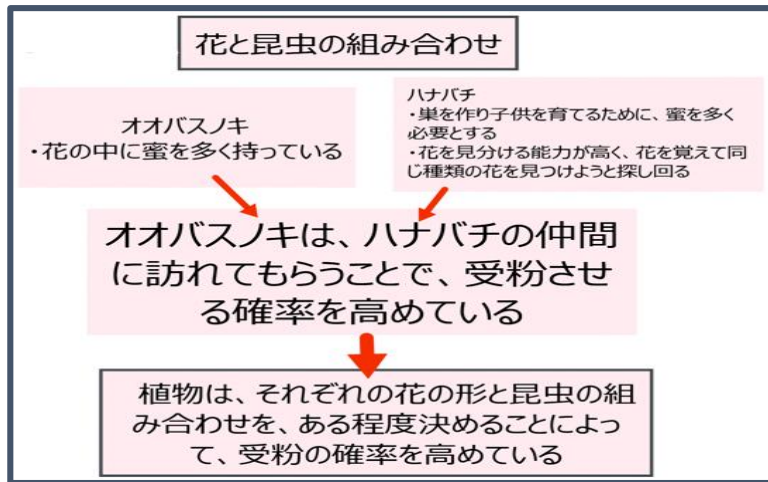 花と昆虫の組み合わせ
オオバスノキ
・花の中に蜜を多く持っている
ハナバチ
・巣を作り子供を育てるために、蜜を多く
必要とする
・花を見分ける能力が高く、花を覚えて同
じ種類の花を見つけようと探し回る
オオバスノキは、ハナバチの仲間
に訪れてもらうことで、受粉させ
る確率を高めている
植物は、それぞれの花の形と昆虫の組
み合わせを、ある程度決めることによっ
て、受粉の確率を高めている